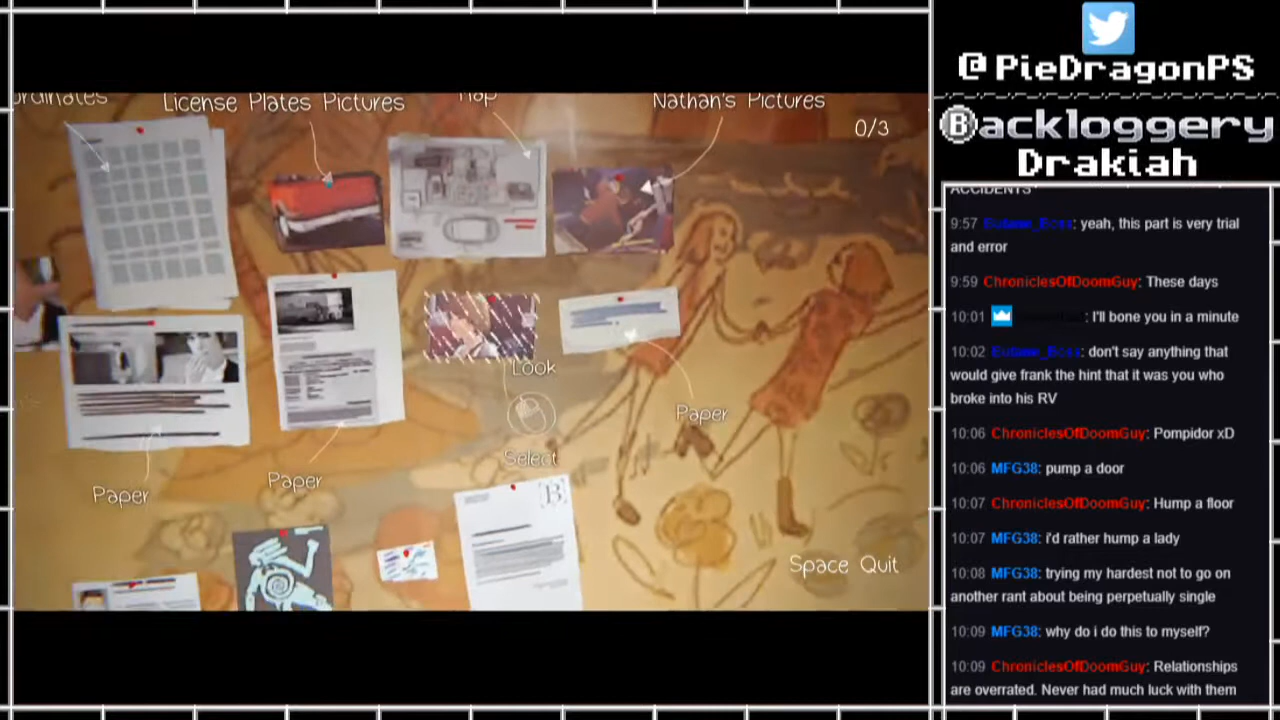 @PieDragonPS
Backloggery
Drakiah
License Plates Pictures
Map
Nathan's Pictures
0/3
Look
Select
Paper
Paper
Paper
B
Space Quit
ACCIDENTS
9:57 Eutane_Boss: yeah, this part is very trial
and error
9:59 ChroniclesOfDoomGuy: These days
10:01 : I'll bone you in a minute
10:02 Eutane_Boss: don't say anything that
would give frank the hint that it was you who
broke into his RV
10:06 ChroniclesOfDoomGuy: Pompidor xD
10:06 MFG38: pump a door
10:07 ChroniclesOfDoomGuy: Hump a floor
10:07 MFG38: i'd rather hump a lady
10:08 MFG38: trying my hardest not to go on
another rant about being perpetually single
10:09 MFG38: why do i do this to myself?
10:09 ChroniclesOfDoomGuy: Relationships
are overrated. Never had much luck with them